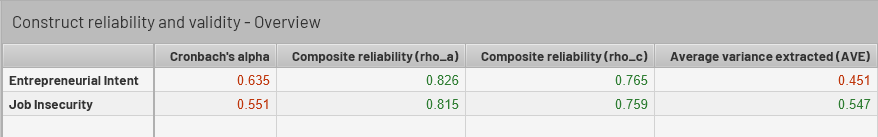 Construct reliability and validity - Overview
Cronbach's alpha Composite reliability (rho_a) Composite reliability (rho_c) Average variance extracted (AVE)
Entrepreneurial Intent 0.635 0.826 0.765 0.451
Job Insecurity 0.551 0.815 0.759 0.547